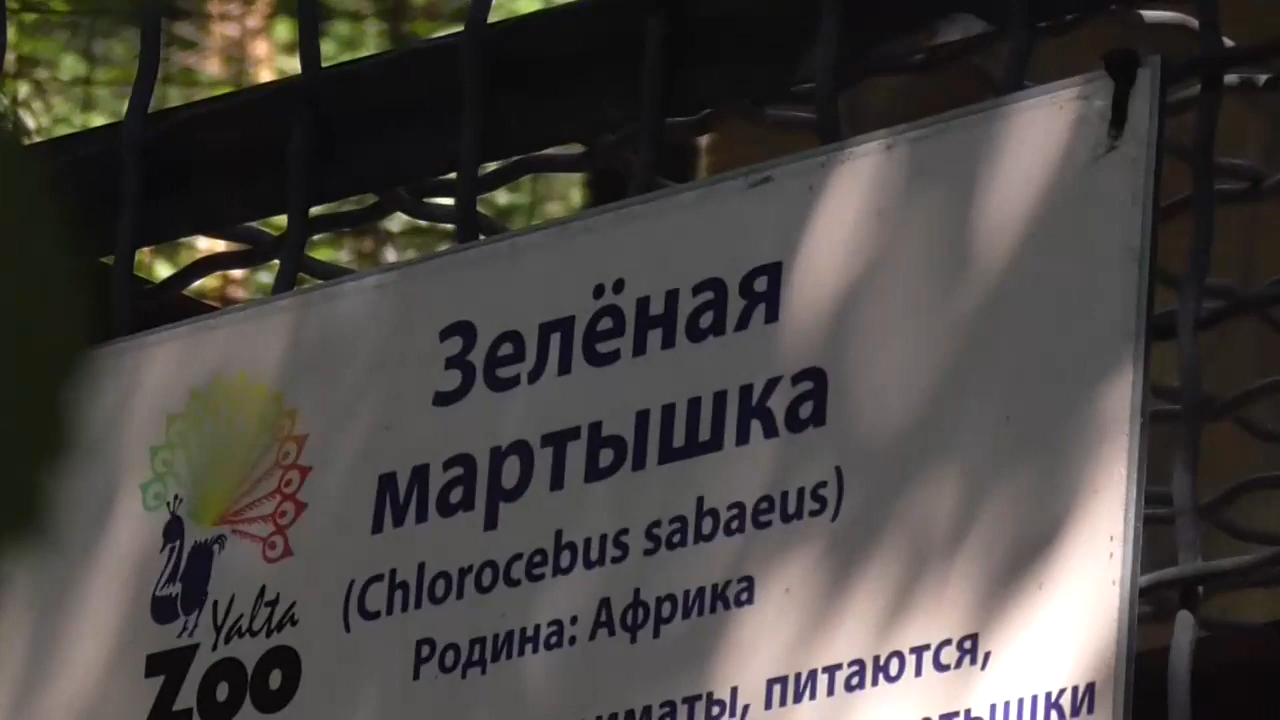 Зелёная
мартышка
(Chlorocebus sabaeus)
Родина: Африка
питаются,
Yalta
Zoo